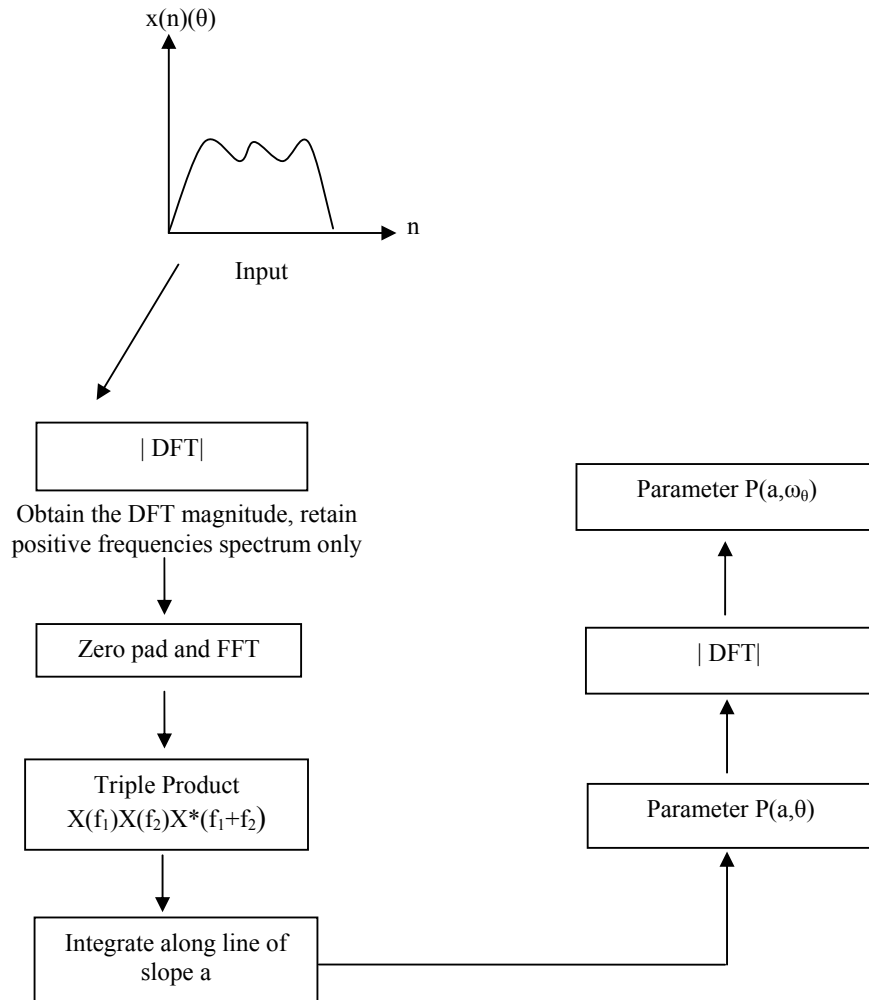 x(n)(θ)
n
Input
| DFT|
Obtain the DFT magnitude, retain
positive frequencies spectrum only
Zero pad and FFT
Triple Product
X(f₁)X(f₂)X*(f₁+f₂)
Integrate along line of
slope a
Parameter P(a,ω_θ)
| DFT|
Parameter P(a,θ)